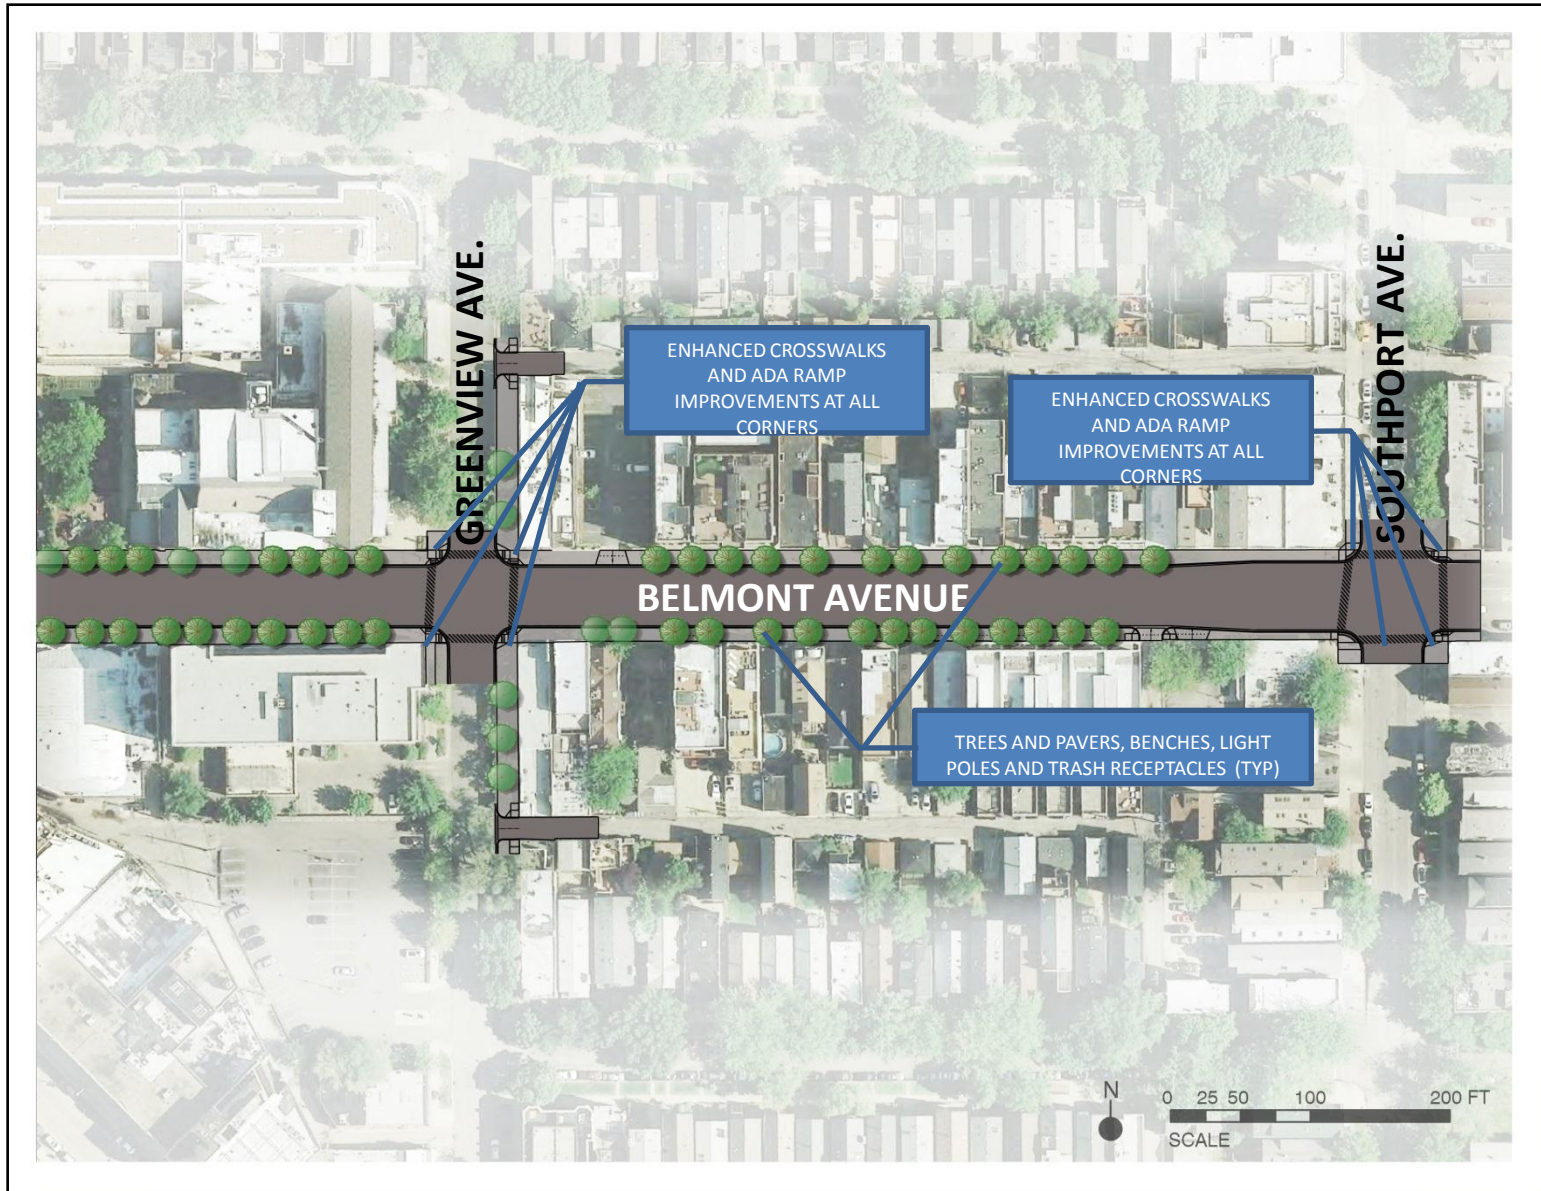 GREENVIEW AVE.
SOUTHPORT AVE.
ENHANCED CROSSWALKS
AND ADA RAMP
IMPROVEMENTS AT ALL
CORNERS
ENHANCED CROSSWALKS
AND ADA RAMP
IMPROVEMENTS AT ALL
CORNERS
BELMONT AVENUE
TREES AND PAVERS, BENCHES, LIGHT
POLES AND TRASH RECEPTACLES (TYP)
N
0 25 50 100 200 FT
SCALE